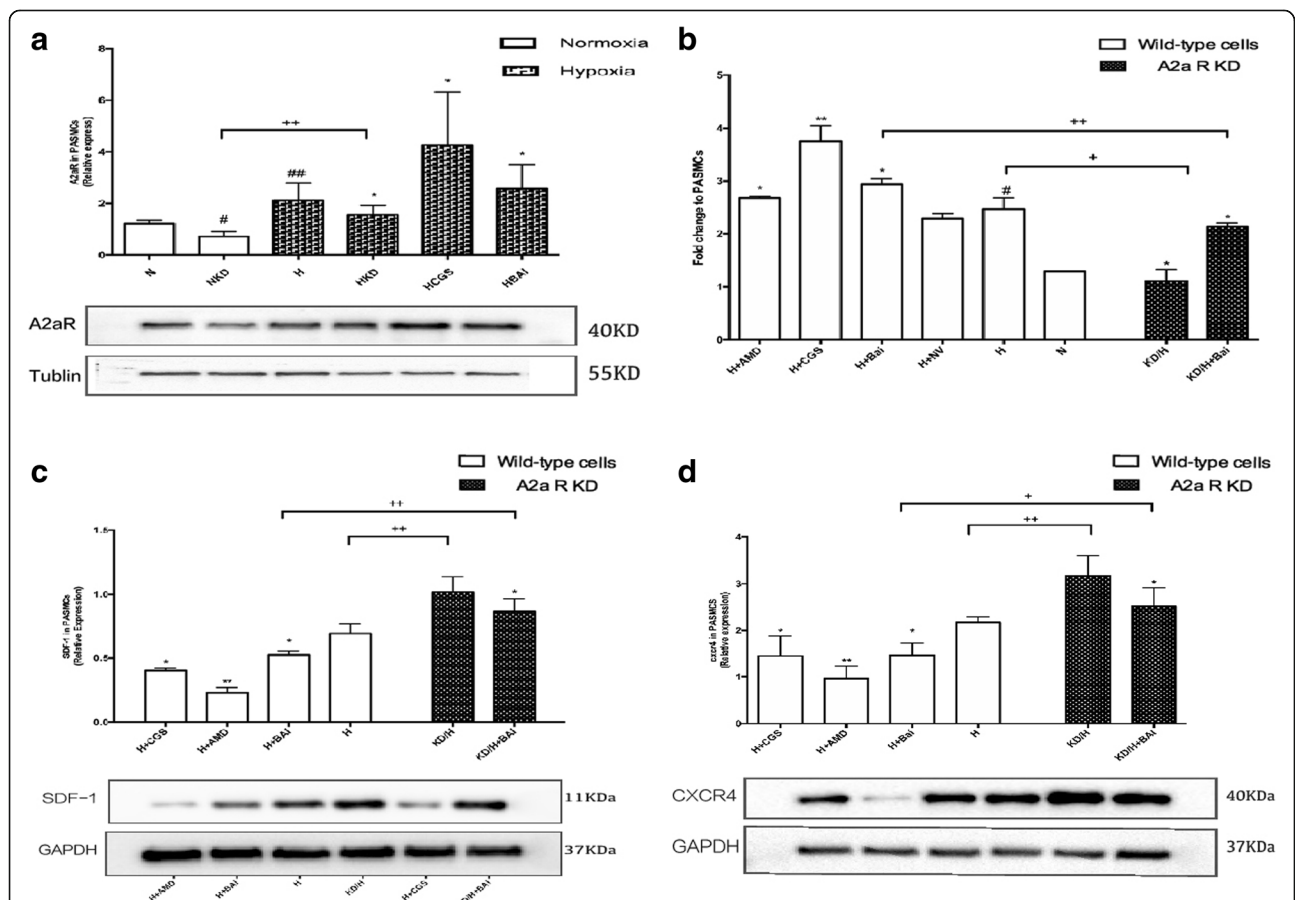 a
Normoxia
Hypoxia
A2aR in PASMCs
(Relative express)
8
6
4
2
0
++
#
##
*
*
*
N
NKD
H
HKD
HCGS
HBAI
A2aR
40KD
Tublin
55KD
b
Wild-type cells
A2a R KD
Fold change to PASMCs
5
4
3
2
1
0
++
+
*
**
*
#
*
*
H+AMD
H+CGS
H+Bai
H+NV
H
N
KD/H
KD/H+Bai
c
Wild-type cells
A2a R KD
SDF-1 in PASMCs
(Relative Expression)
1.5
1.0
0.5
0.0
++
++
*
**
*
*
H+CGS
H+AMD
H+BAI
H
KD/H
KD/H+BAI
SDF-1
11KDa
GAPDH
37KDa
H+AMD
H+BAI
H
KD/H
H+CGS
D/H+BAI
d
Wild-type cells
A2a R KD
cxcr4 in PASMCS
(Relative expression)
4
3
2
1
0
+
++
*
**
*
*
H+CGS
H+AMD
H+Bai
H
KD/H
KD/H+BAI
CXCR4
40KDa
GAPDH
37KDa